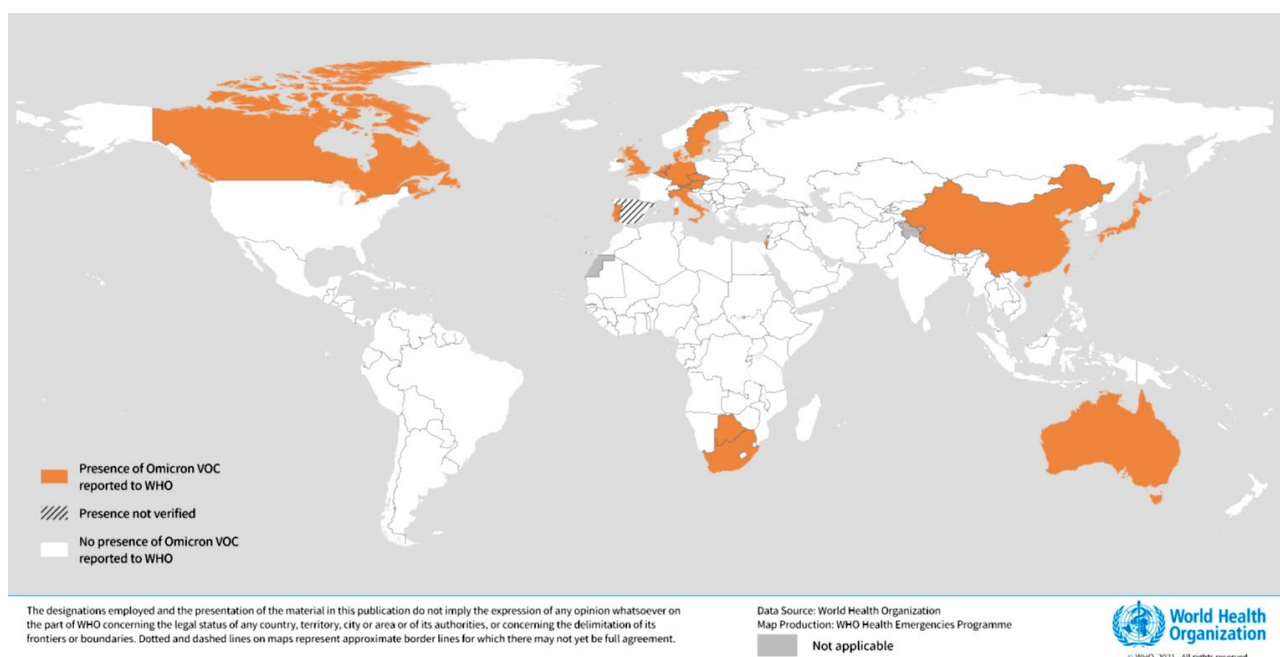 Presence of Omicron VOC
reported to WHO
Presence not verified
No presence of Omicron VOC
reported to WHO
The designations employed and the presentation of the material in this publication do not imply the expression of any opinion whatsoever on
the part of WHO concerning the legal status of any country, territory, city or area or of its authorities, or concerning the delimitation of its
frontiers or boundaries. Dotted and dashed lines on maps represent approximate border lines for which there may not yet be full agreement.
Data Source: World Health Organization
Map Production: WHO Health Emergencies Programme
Not applicable
World Health
Organization
© WHO 2021. All rights reserved